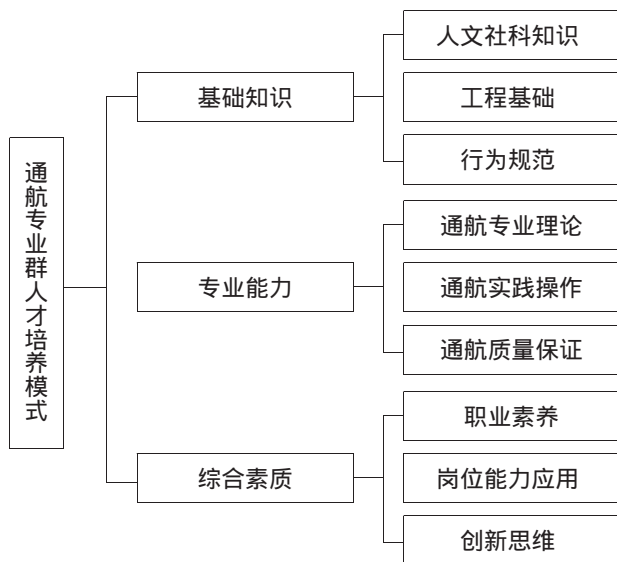 通航专业群人才培养模式
基础知识
人文社科知识
工程基础
行为规范
专业能力
通航专业理论
通航实践操作
通航质量保证
综合素质
职业素养
岗位能力应用
创新思维